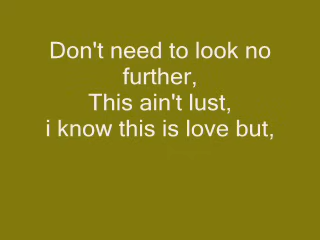 Don't need to look no
further,
This ain't lust,
i know this is love but,